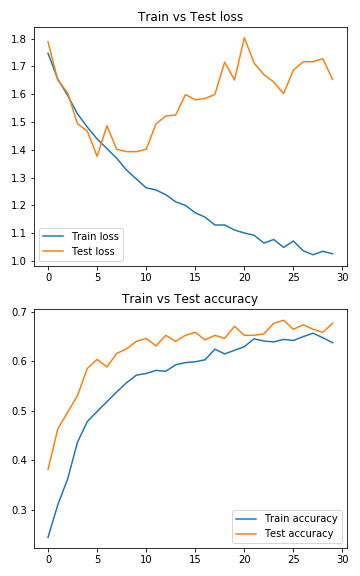 Train vs Test loss
1.8
1.7
1.6
1.5
1.4
1.3
1.2
1.1
1.0
Train loss
Test loss
0 5 10 15 20 25 30
Train vs Test accuracy
0.7
0.6
0.5
0.4
0.3
Train accuracy
Test accuracy
0 5 10 15 20 25 30